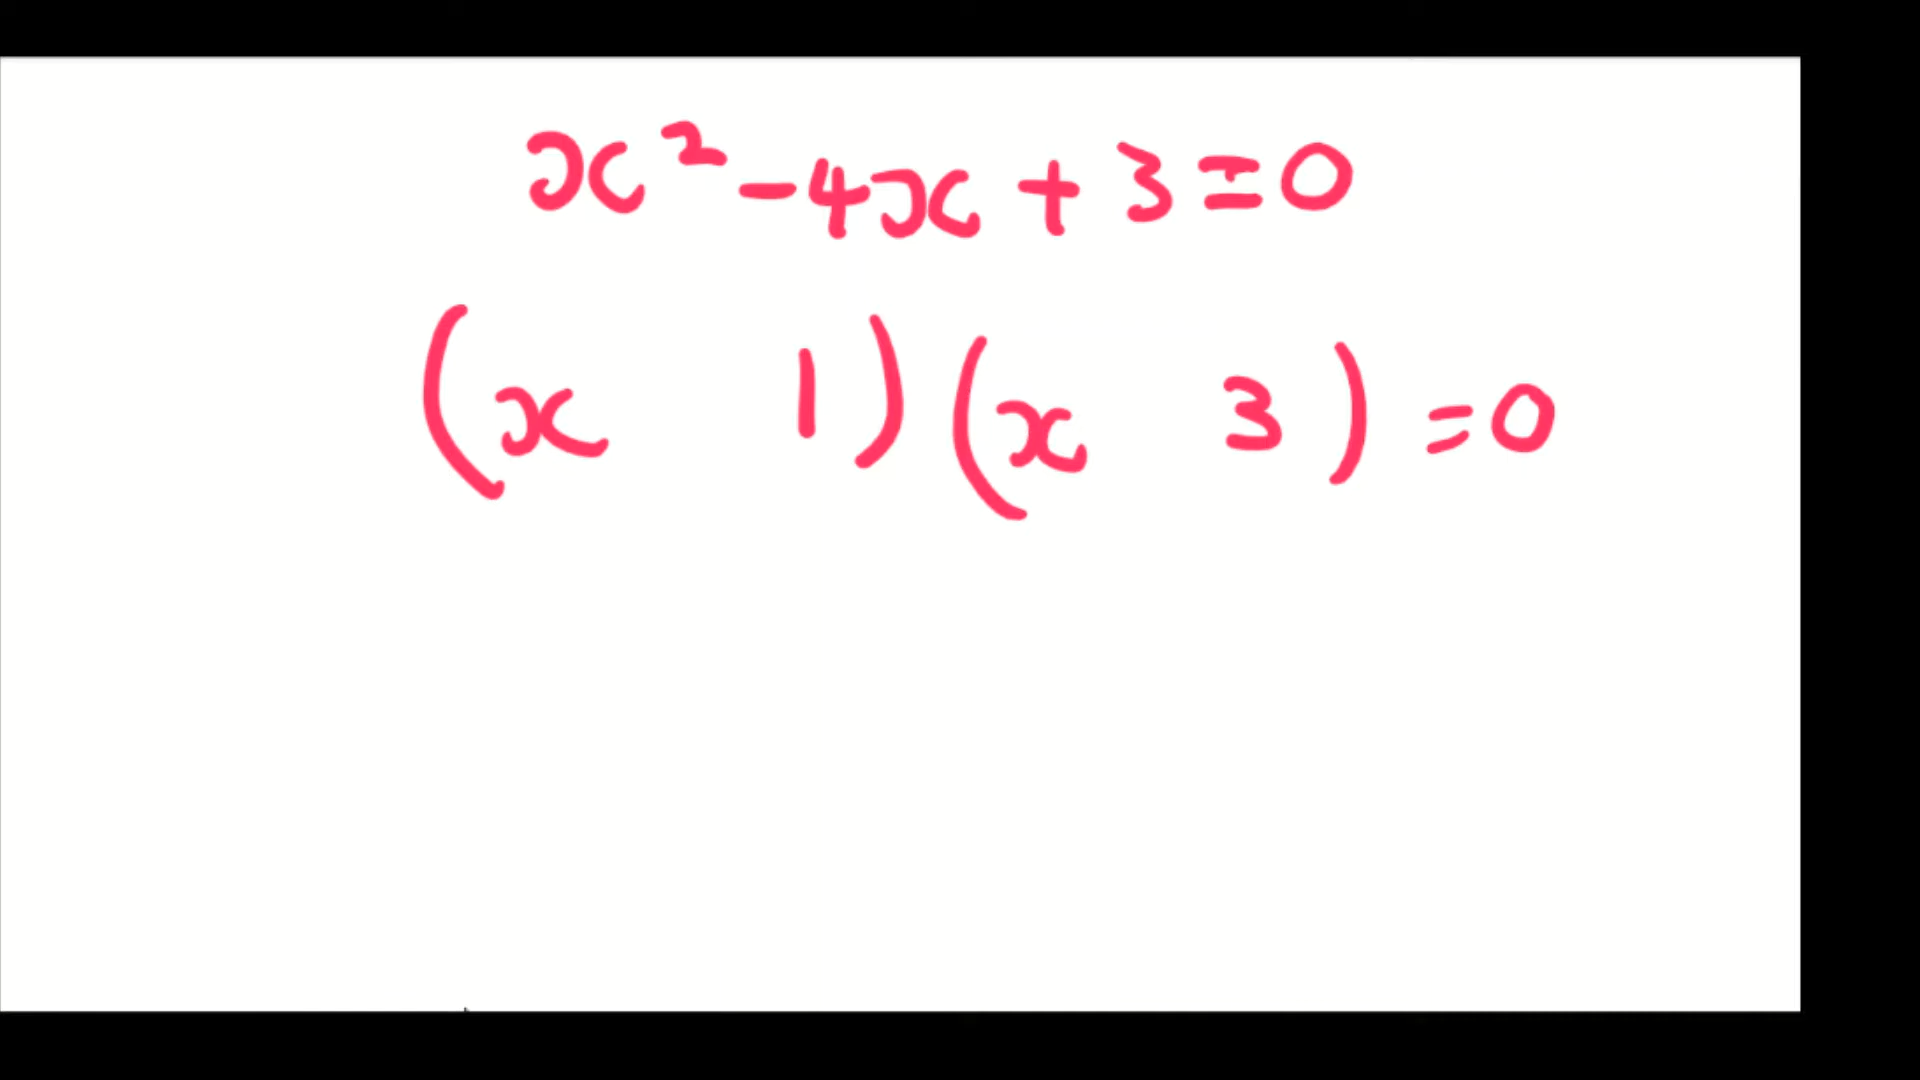 x² - 4x + 3 = 0
(x 1)(x 3) = 0